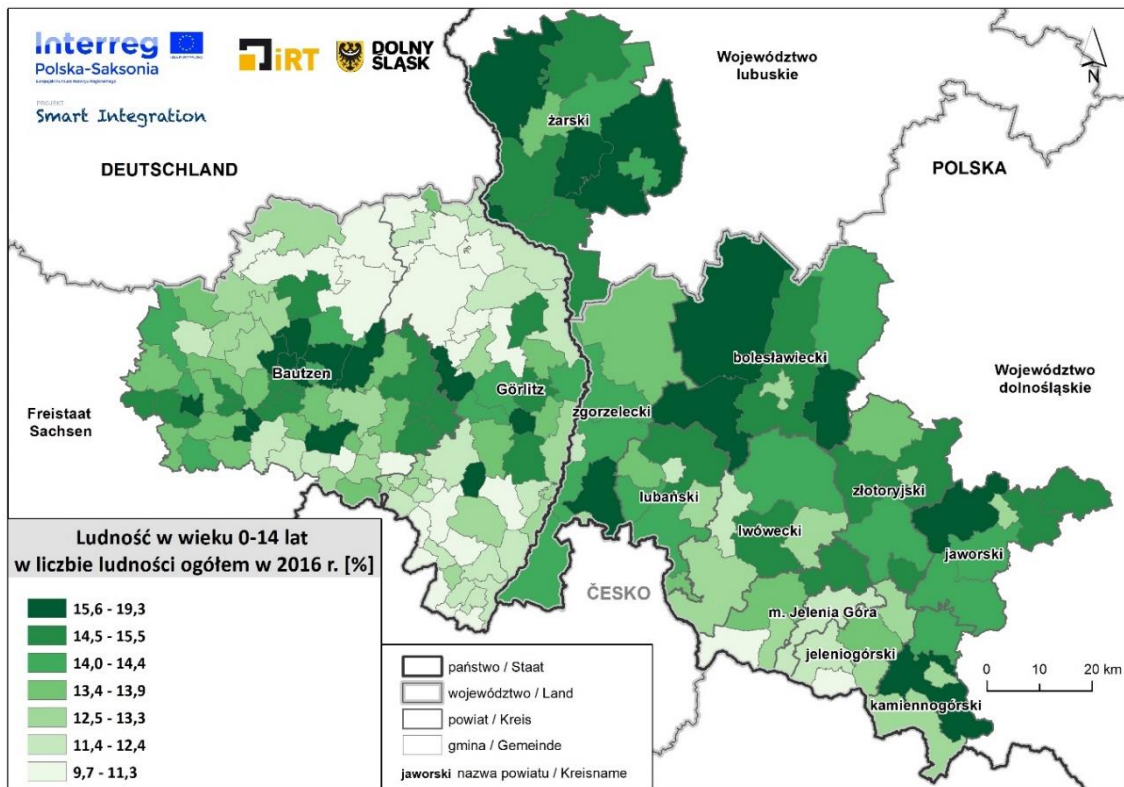 Interreg
Polska-Saksonia
PROJEKT
Smart Integration
iRT
DOLNY
ŚLĄSK
Województwo
lubuskie
N
DEUTSCHLAND
POLSKA
żarski
bolesławiecki
Bautzen
Görlitz
Województwo
dolnośląskie
Freistaat
Sachsen
zgorzelecki
lubański
złotoryjski
lwówecki
jaworski
ČESKO
m. Jelenia Góra
jeleniogórski
kamiennogórski
0 10 20 km
Ludność w wieku 0-14 lat
w liczbie ludności ogółem w 2016 r. [%]
15,6 - 19,3
14,5 - 15,5
14,0 - 14,4
13,4 - 13,9
12,5 - 13,3
11,4 - 12,4
9,7 - 11,3
państwo / Staat
województwo / Land
powiat / Kreis
gmina / Gemeinde
jaworski nazwa powiatu / Kreisname